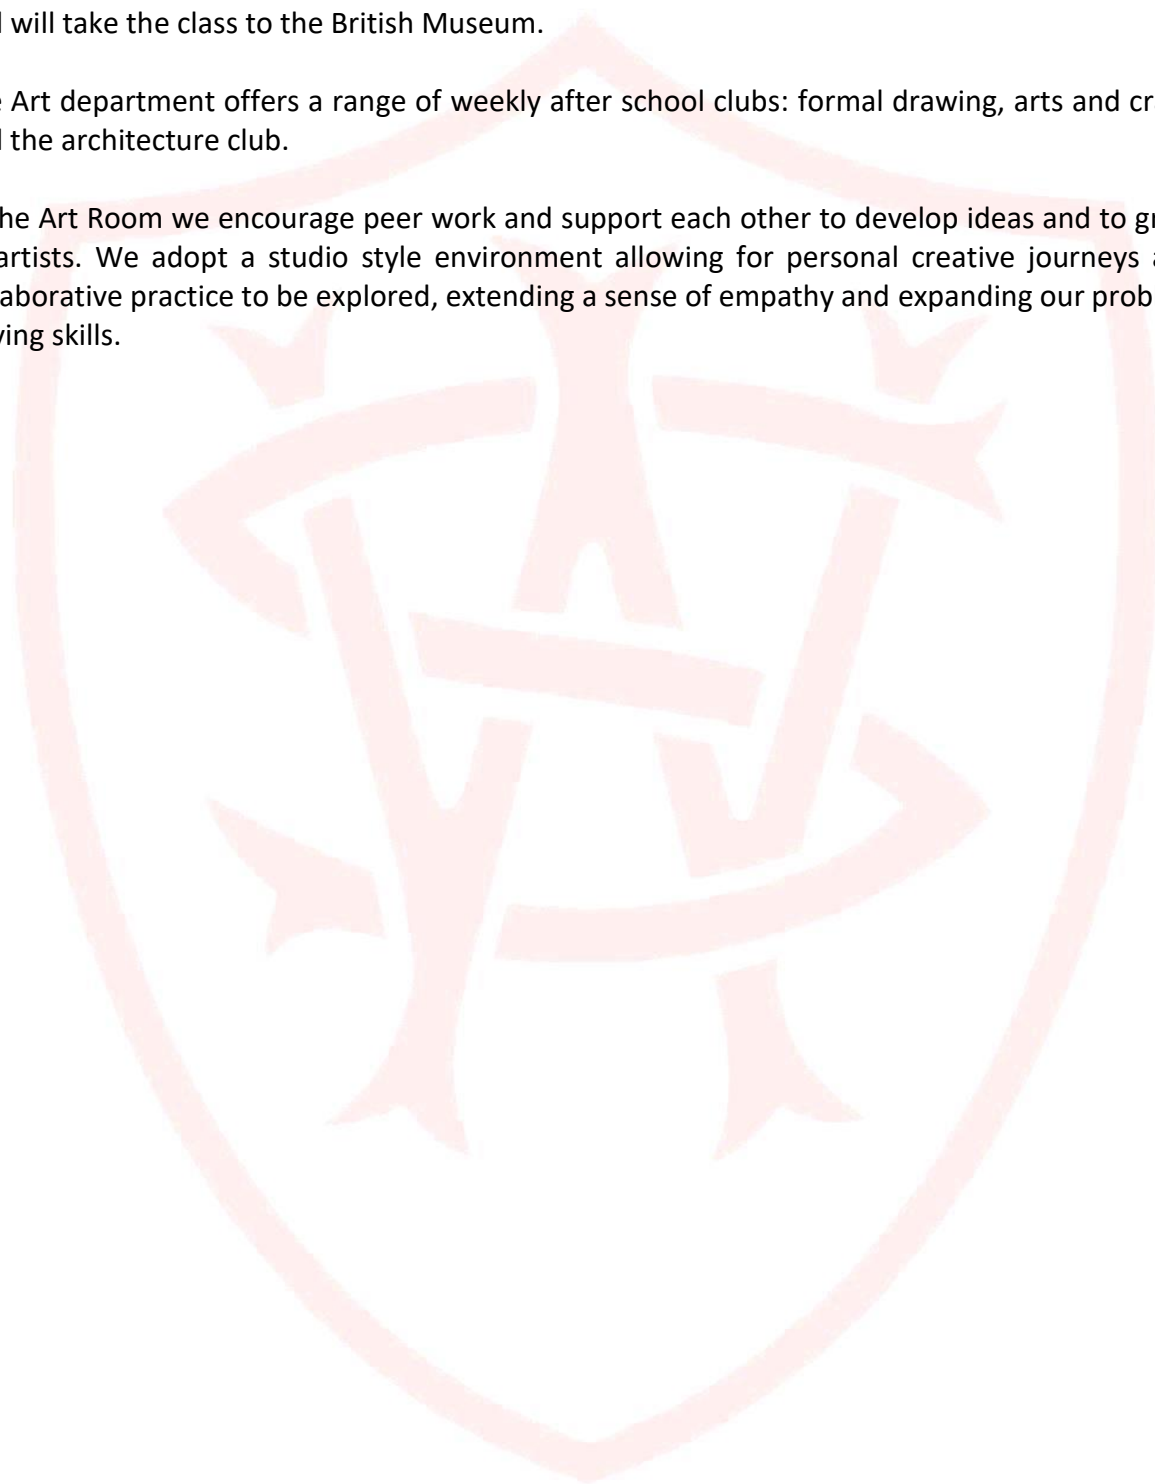 will take the class to the British Museum.
Art department offers a range of weekly after school clubs: formal drawing, arts and
the architecture club.
he Art Room we encourage peer work and support each other to develop ideas and to
artists. We adopt a studio style environment allowing for personal creative journeys
aborative practice to be explored, extending a sense of empathy and expanding our prob
ving skills.